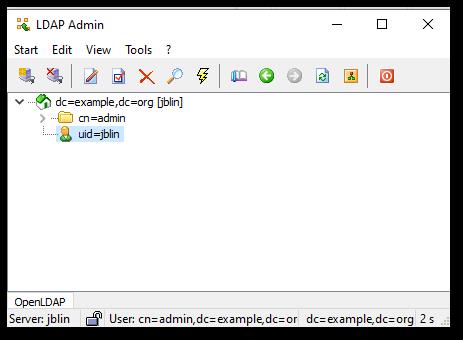 LDAP Admin
Start Edit View Tools ?
dc=example,dc=org [jblin]
cn=admin
uid=jblin
OpenLDAP
Server: jblin User: cn=admin,dc=example,dc=or dc=example,dc=org 2 s